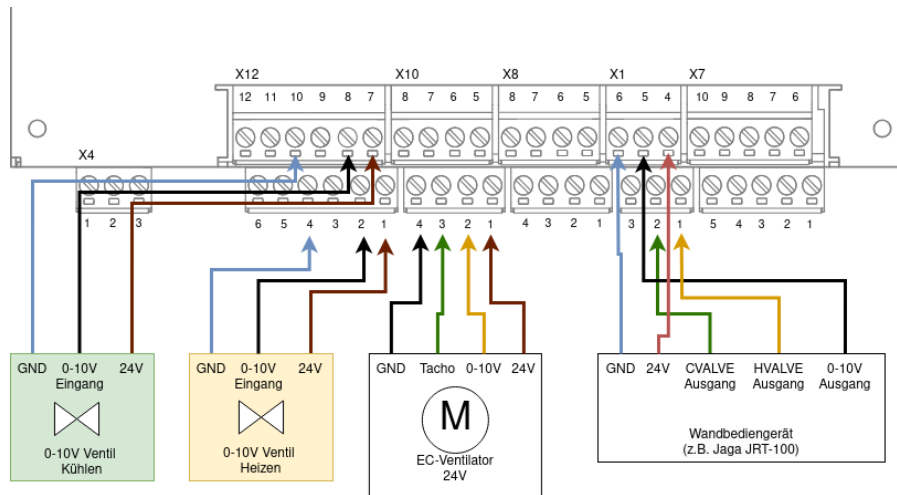 X12 X10 X8 X1 X7
12 11 10 9 8 7 8 7 6 5 8 7 6 5 6 5 4 10 9 8 7 6
X4
1 2 3 6 5 4 3 2 1 4 3 2 1 4 3 2 1 3 2 1 5 4 3 2 1
GND 0-10V 24V
Eingang
0-10V Ventil
Kühlen
GND 0-10V 24V
Eingang
0-10V Ventil
Heizen
GND Tacho 0-10V 24V
M
EC-Ventilator
24V
GND 24V CVALVE HVALVE 0-10V
Ausgang Ausgang Ausgang
Wandbediengerät
(z.B. Jaga JRT-100)